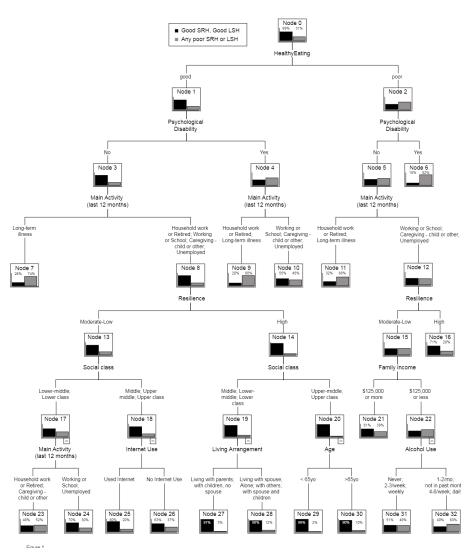 Good SRH, Good LSH
Any poor SRH or LSH
Node 0
69% 31%
HealthyEating
good
poor
Node 1
Psychological
Disability
Node 2
Psychological
Disability
No
Yes
No
Yes
Node 3
Main Activity
(last 12 months)
Node 4
Main Activity
(last 12 months)
Node 5
Main Activity
(last 12 months)
Node 6
Long-term
illness
Household work
or Retired; Working
or School; Caregiving -
child or other;
Unemployed
Household work
or Retired;
Long-term illness
Working or
School; Caregiving -
child or other;
Unemployed
Household work
or Retired;
Long-term illness
Working or School;
Caregiving - child or other;
Unemployed
Node 7
Node 8
Resilience
Node 9
Node 10
Node 11
Node 12
Resilience
Moderate-Low
High
Moderate-Low
High
Node 13
Social class
Node 14
Social class
Node 15
Family income
Node 16
Lower-middle;
Lower class
Middle; Upper
middle; Upper class
Middle; Lower-
middle; Lower
class
Upper-middle;
Upper class
$125,000
or more
$125,000
or less
Node 17
Main Activity
(last 12 months)
Node 18
Internet Use
Node 19
Living Arrangement
Node 20
Age
Node 21
Node 22
Alcohol Use
Household work
or Retired;
Caregiving -
child or other
Working or
School;
Unemployed
Used Internet
No Internet Use
Living with parents;
with children, no
spouse
Living with spouse;
Alone; with others;
with spouse
and children
< 65yo
>65yo
Never;
2-3/week;
weekly
1-2/mo;
not in past month
4-6/week; daily
Node 23
Node 24
Node 25
Node 26
Node 27
Node 28
Node 29
Node 30
Node 31
Node 32
Figure 1